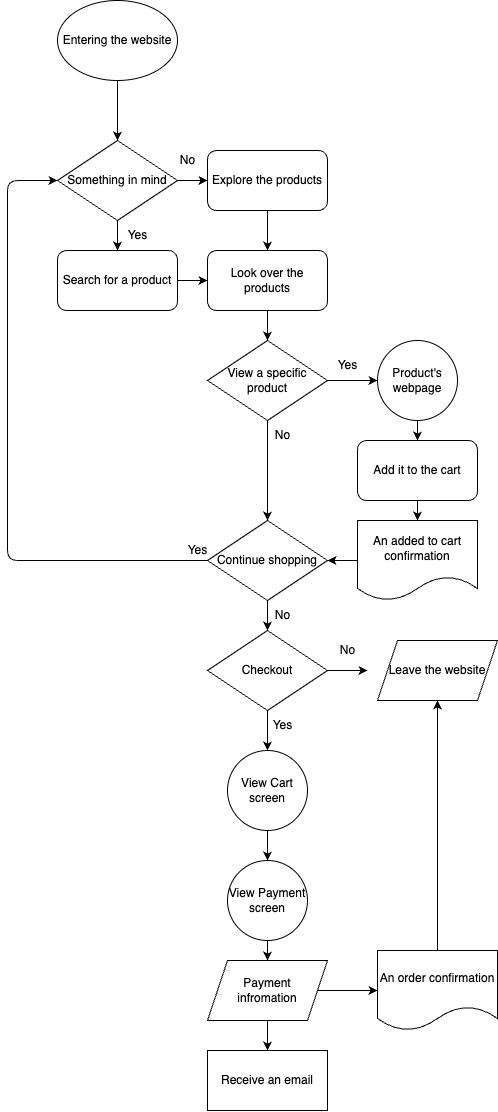 Entering the website
Something in mind
No
Explore the products
Yes
Search for a product
Look over the
products
View a specific
product
Yes
Product's
webpage
No
Add it to the cart
An added to cart
confirmation
Yes
Continue shopping
No
Checkout
No
Leave the website
Yes
View Cart
screen
View Payment
screen
Payment
infromation
An order confirmation
Receive an email